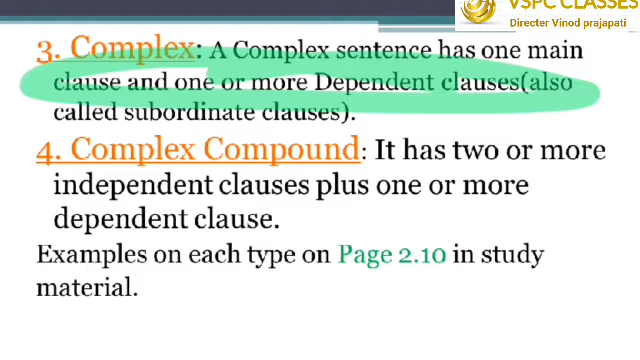 VSPC CLASSES
Directer Vinod prajapati
3. Complex: A Complex sentence has one main
clause and one or more Dependent clauses(also
called subordinate clauses).
4. Complex Compound: It has two or more
independent clauses plus one or more
dependent clause.
Examples on each type on Page 2.10 in study
material.